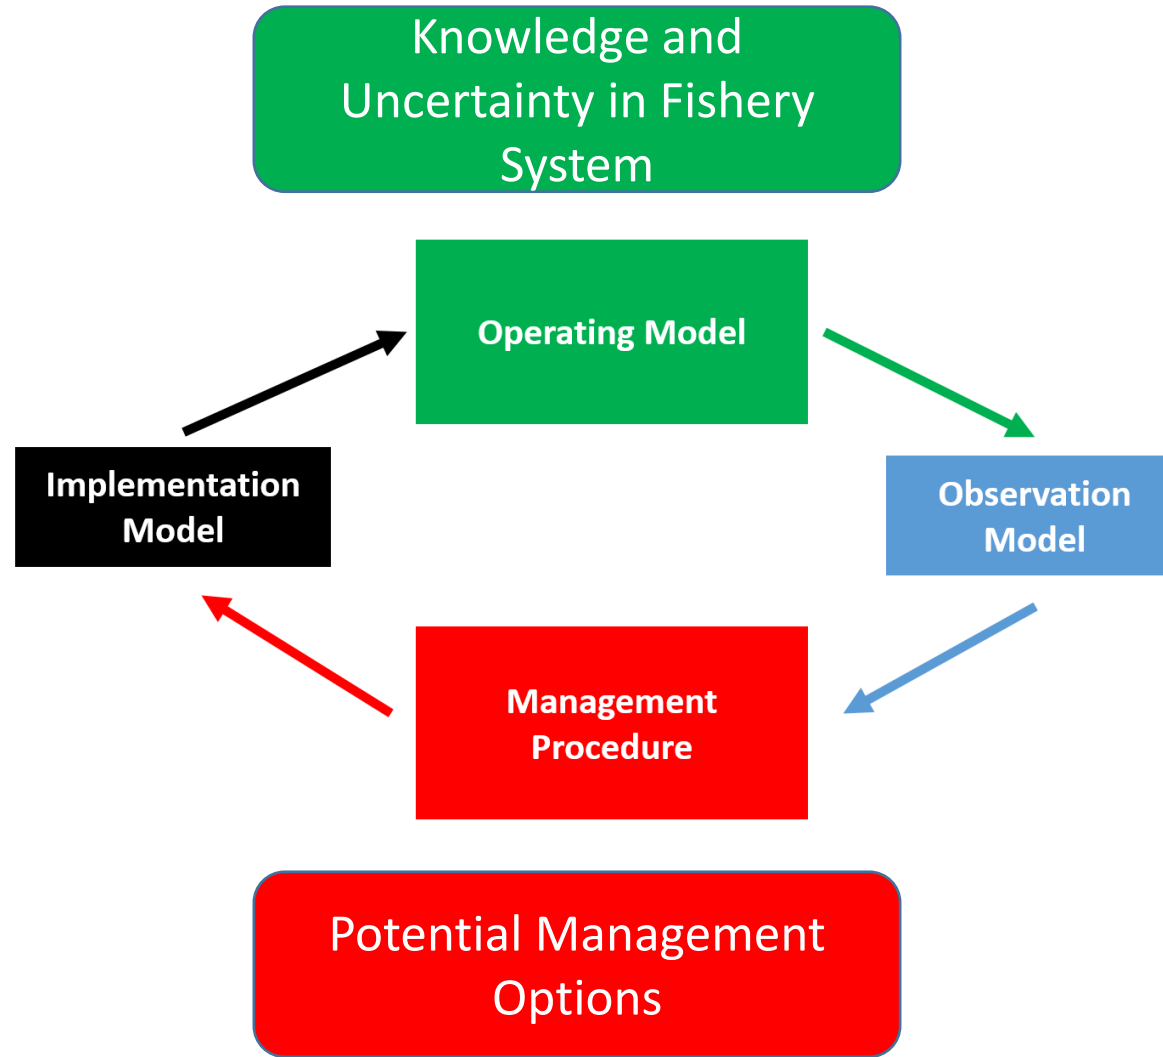 Knowledge and
Uncertainty in Fishery
System
Operating Model
Implementation
Model
Observation
Model
Management
Procedure
Potential Management
Options